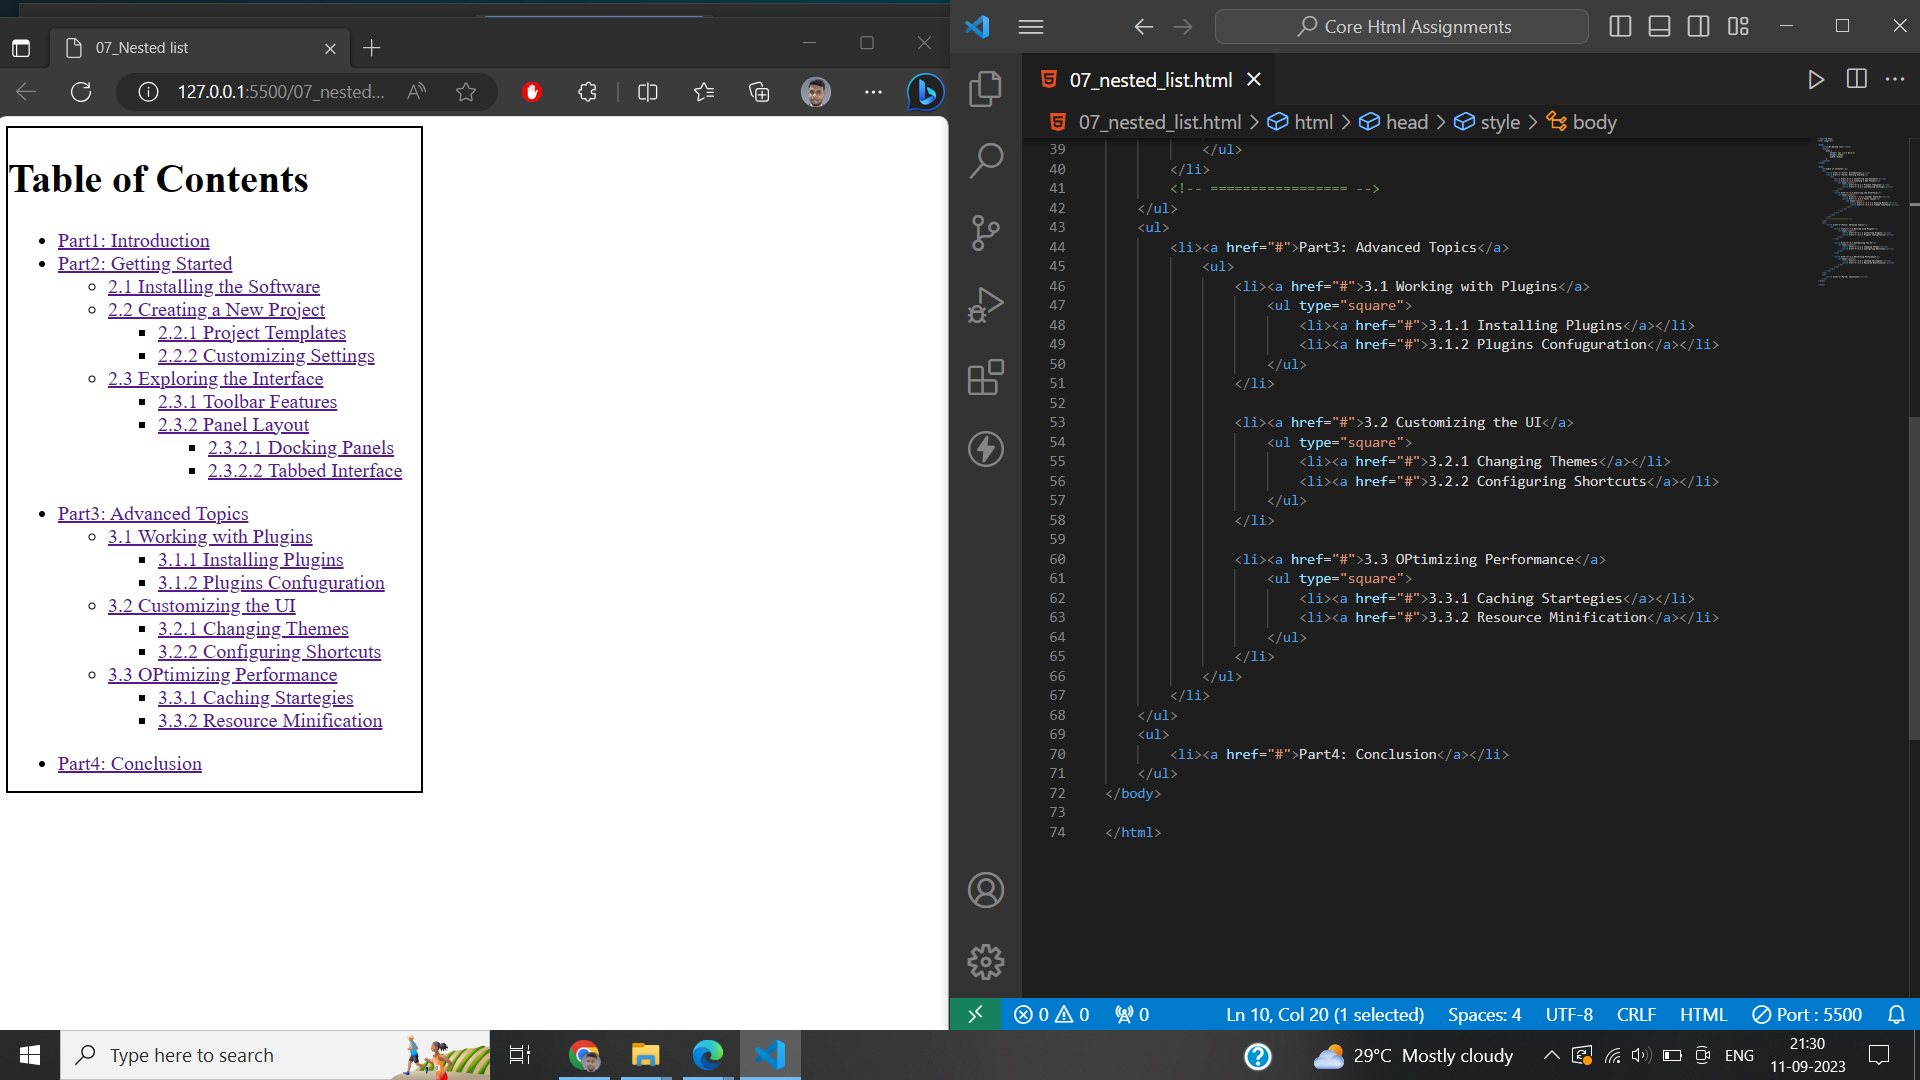 07_Nested list
127.0.0.1:5500/07_nested...
Table of Contents
Part1: Introduction
Part2: Getting Started
2.1 Installing the Software
2.2 Creating a New Project
2.2.1 Project Templates
2.2.2 Customizing Settings
2.3 Exploring the Interface
2.3.1 Toolbar Features
2.3.2 Panel Layout
2.3.2.1 Docking Panels
2.3.2.2 Tabbed Interface
Part3: Advanced Topics
3.1 Working with Plugins
3.1.1 Installing Plugins
3.1.2 Plugins Confuguration
3.2 Customizing the UI
3.2.1 Changing Themes
3.2.2 Configuring Shortcuts
3.3 OPtimizing Performance
3.3.1 Caching Startegies
3.3.2 Resource Minification
Part4: Conclusion
Core Html Assignments
07_nested_list.html
07_nested_list.html > html > head > style > body
39 </ul>
40 </li>
41 <!-- ================= -->
42 </ul>
43 <ul>
44 <li><a href="#">Part3: Advanced Topics</a>
45 <ul>
46 <li><a href="#">3.1 Working with Plugins</a>
47 <ul type="square">
48 <li><a href="#">3.1.1 Installing Plugins</a></li>
49 <li><a href="#">3.1.2 Plugins Confuguration</a></li>
50 </ul>
51 </li>
52
53 <li><a href="#">3.2 Customizing the UI</a>
54 <ul type="square">
55 <li><a href="#">3.2.1 Changing Themes</a></li>
56 <li><a href="#">3.2.2 Configuring Shortcuts</a></li>
57 </ul>
58 </li>
59
60 <li><a href="#">3.3 OPtimizing Performance</a>
61 <ul type="square">
62 <li><a href="#">3.3.1 Caching Startegies</a></li>
63 <li><a href="#">3.3.2 Resource Minification</a></li>
64 </ul>
65 </li>
66 </ul>
67 </li>
68 </ul>
69 <ul>
70 <li><a href="#">Part4: Conclusion</a></li>
71 </ul>
72 </body>
73
74 </html>
0 0 0 Ln 10, Col 20 (1 selected) Spaces: 4 UTF-8 CRLF HTML Port : 5500
Type here to search
29°C Mostly cloudy
ENG
21:30
11-09-2023